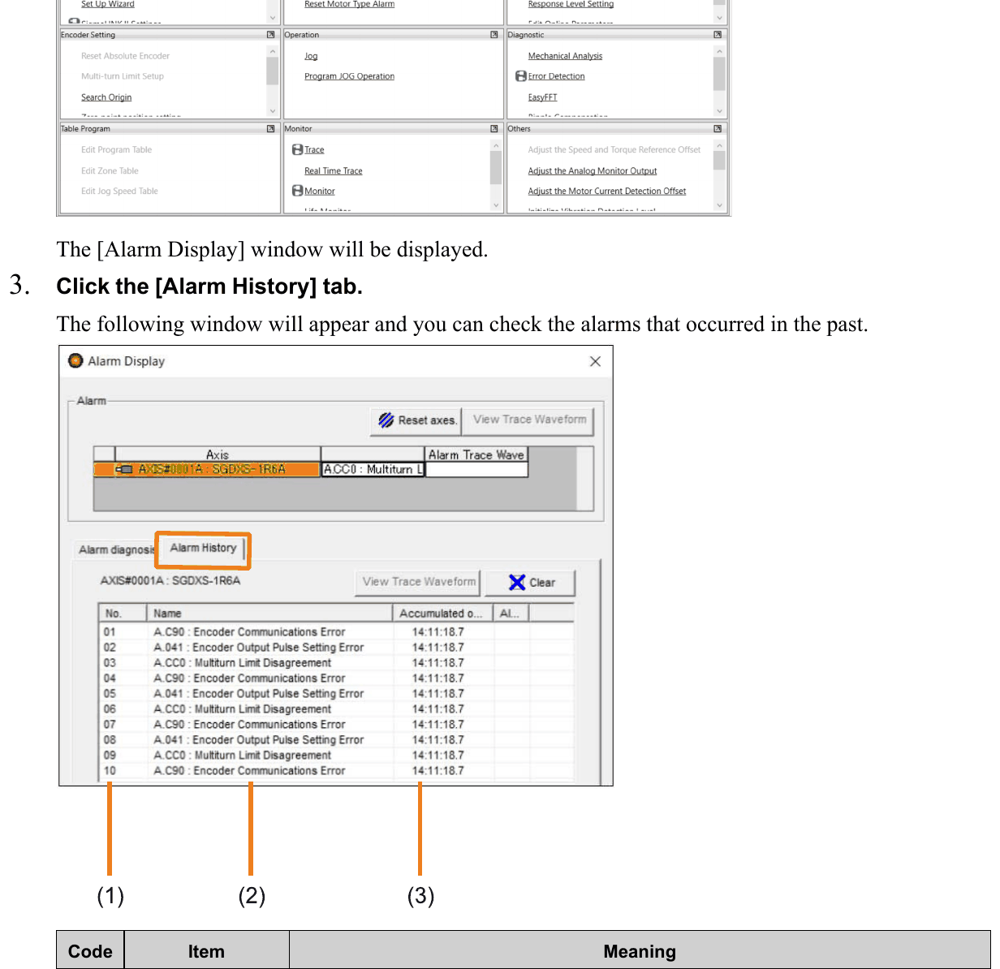 Set Up Wizard
Reset Motor Type Alarm
Response Level Setting
Encoder Setting
Reset Absolute Encoder
Multi-turn Limit Setup
Search Origin
Operation
Jog
Program JOG Operation
Diagnostic
Mechanical Analysis
Error Detection
EasyFFT
Table Program
Edit Program Table
Edit Zone Table
Edit Jog Speed Table
Monitor
Trace
Real Time Trace
Monitor
Others
Adjust the Speed and Torque Reference Offset
Adjust the Analog Monitor Output
Adjust the Motor Current Detection Offset
The [Alarm Display] window will be displayed.
3. Click the [Alarm History] tab.
The following window will appear and you can check the alarms that occurred in the past.
Alarm Display
Alarm
Reset axes. View Trace Waveform
Axis Alarm Trace Wave
AXIS#0001A : SGDXS-1R6A A.CC0 : Multiturn L
Alarm diagnosis Alarm History
AXIS#0001A : SGDXS-1R6A View Trace Waveform Clear
No. Name Accumulated o... Al...
01 A.C90 : Encoder Communications Error 14:11:18.7
02 A.041 : Encoder Output Pulse Setting Error 14:11:18.7
03 A.CC0 : Multiturn Limit Disagreement 14:11:18.7
04 A.C90 : Encoder Communications Error 14:11:18.7
05 A.041 : Encoder Output Pulse Setting Error 14:11:18.7
06 A.CC0 : Multiturn Limit Disagreement 14:11:18.7
07 A.C90 : Encoder Communications Error 14:11:18.7
08 A.041 : Encoder Output Pulse Setting Error 14:11:18.7
09 A.CC0 : Multiturn Limit Disagreement 14:11:18.7
10 A.C90 : Encoder Communications Error 14:11:18.7
(1) (2) (3)
Code Item Meaning